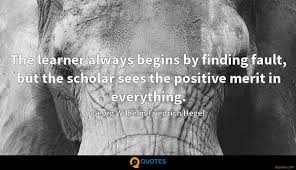 The learner always begins by finding fault,
but the scholar sees the positive merit in
everything.
Georg Wilhelm Friedrich Hegel
QUOTES